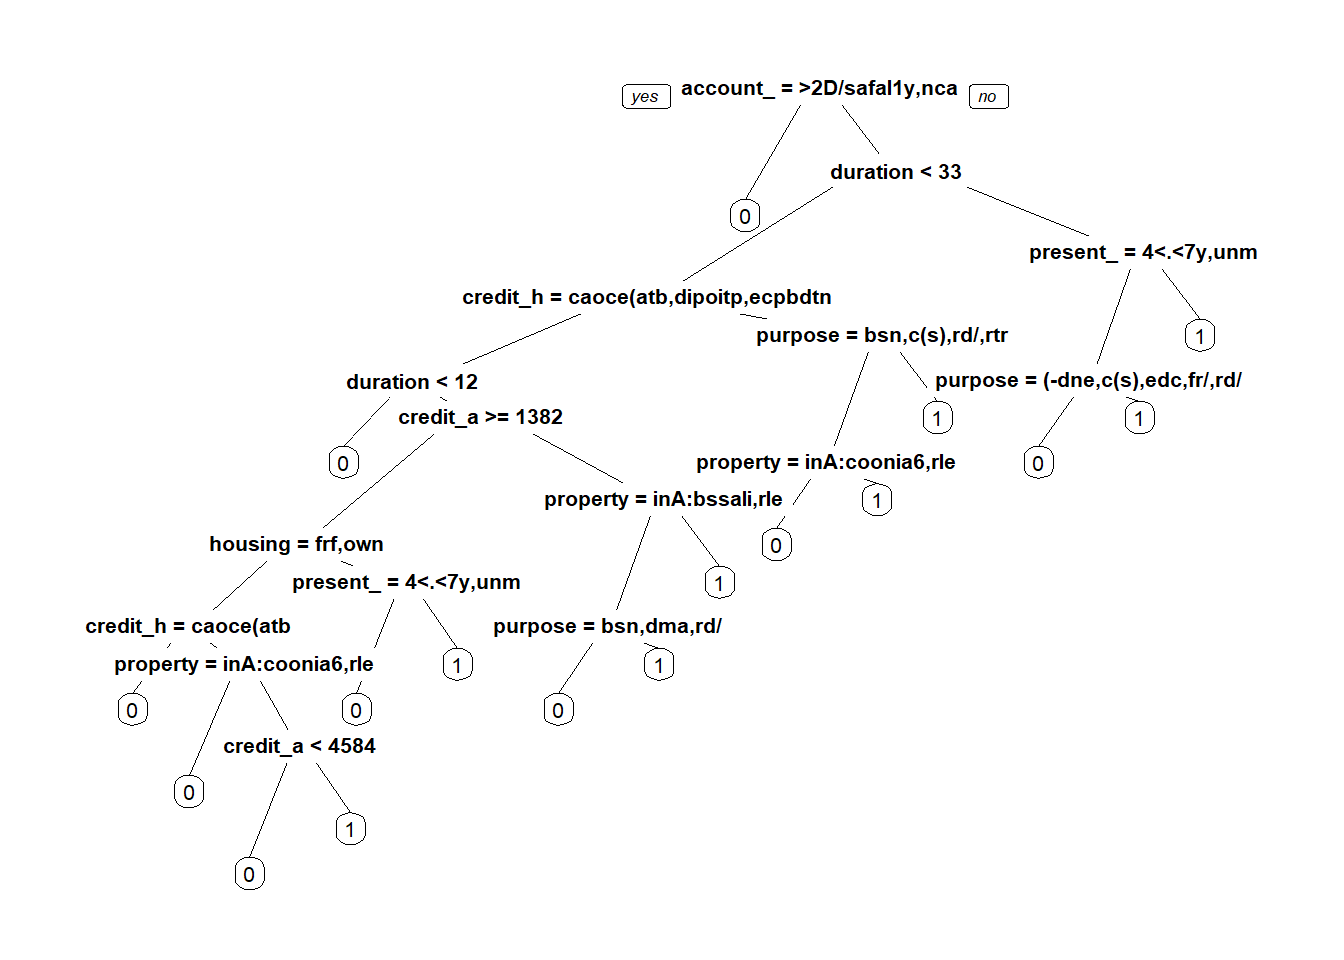 yes account_ = >2D/safal1y,nca no
duration < 33
0
present_ = 4<.<7y,unm
credit_h = caoce(atb,dipoitp,ecpbdtn
purpose = bsn,c(s),rd/,rtr
1
duration < 12
purpose = (-dne,c(s),edc,fr/,rd/
credit_a >= 1382
1
1
0
property = inA:coonia6,rle
0
property = inA:bssali,rle
1
housing = frf,own
0
present_ = 4<.<7y,unm
1
credit_h = caoce(atb
purpose = bsn,dma,rd/
property = inA:coonia6,rle
1
1
0
0
0
credit_a < 4584
0
1
0